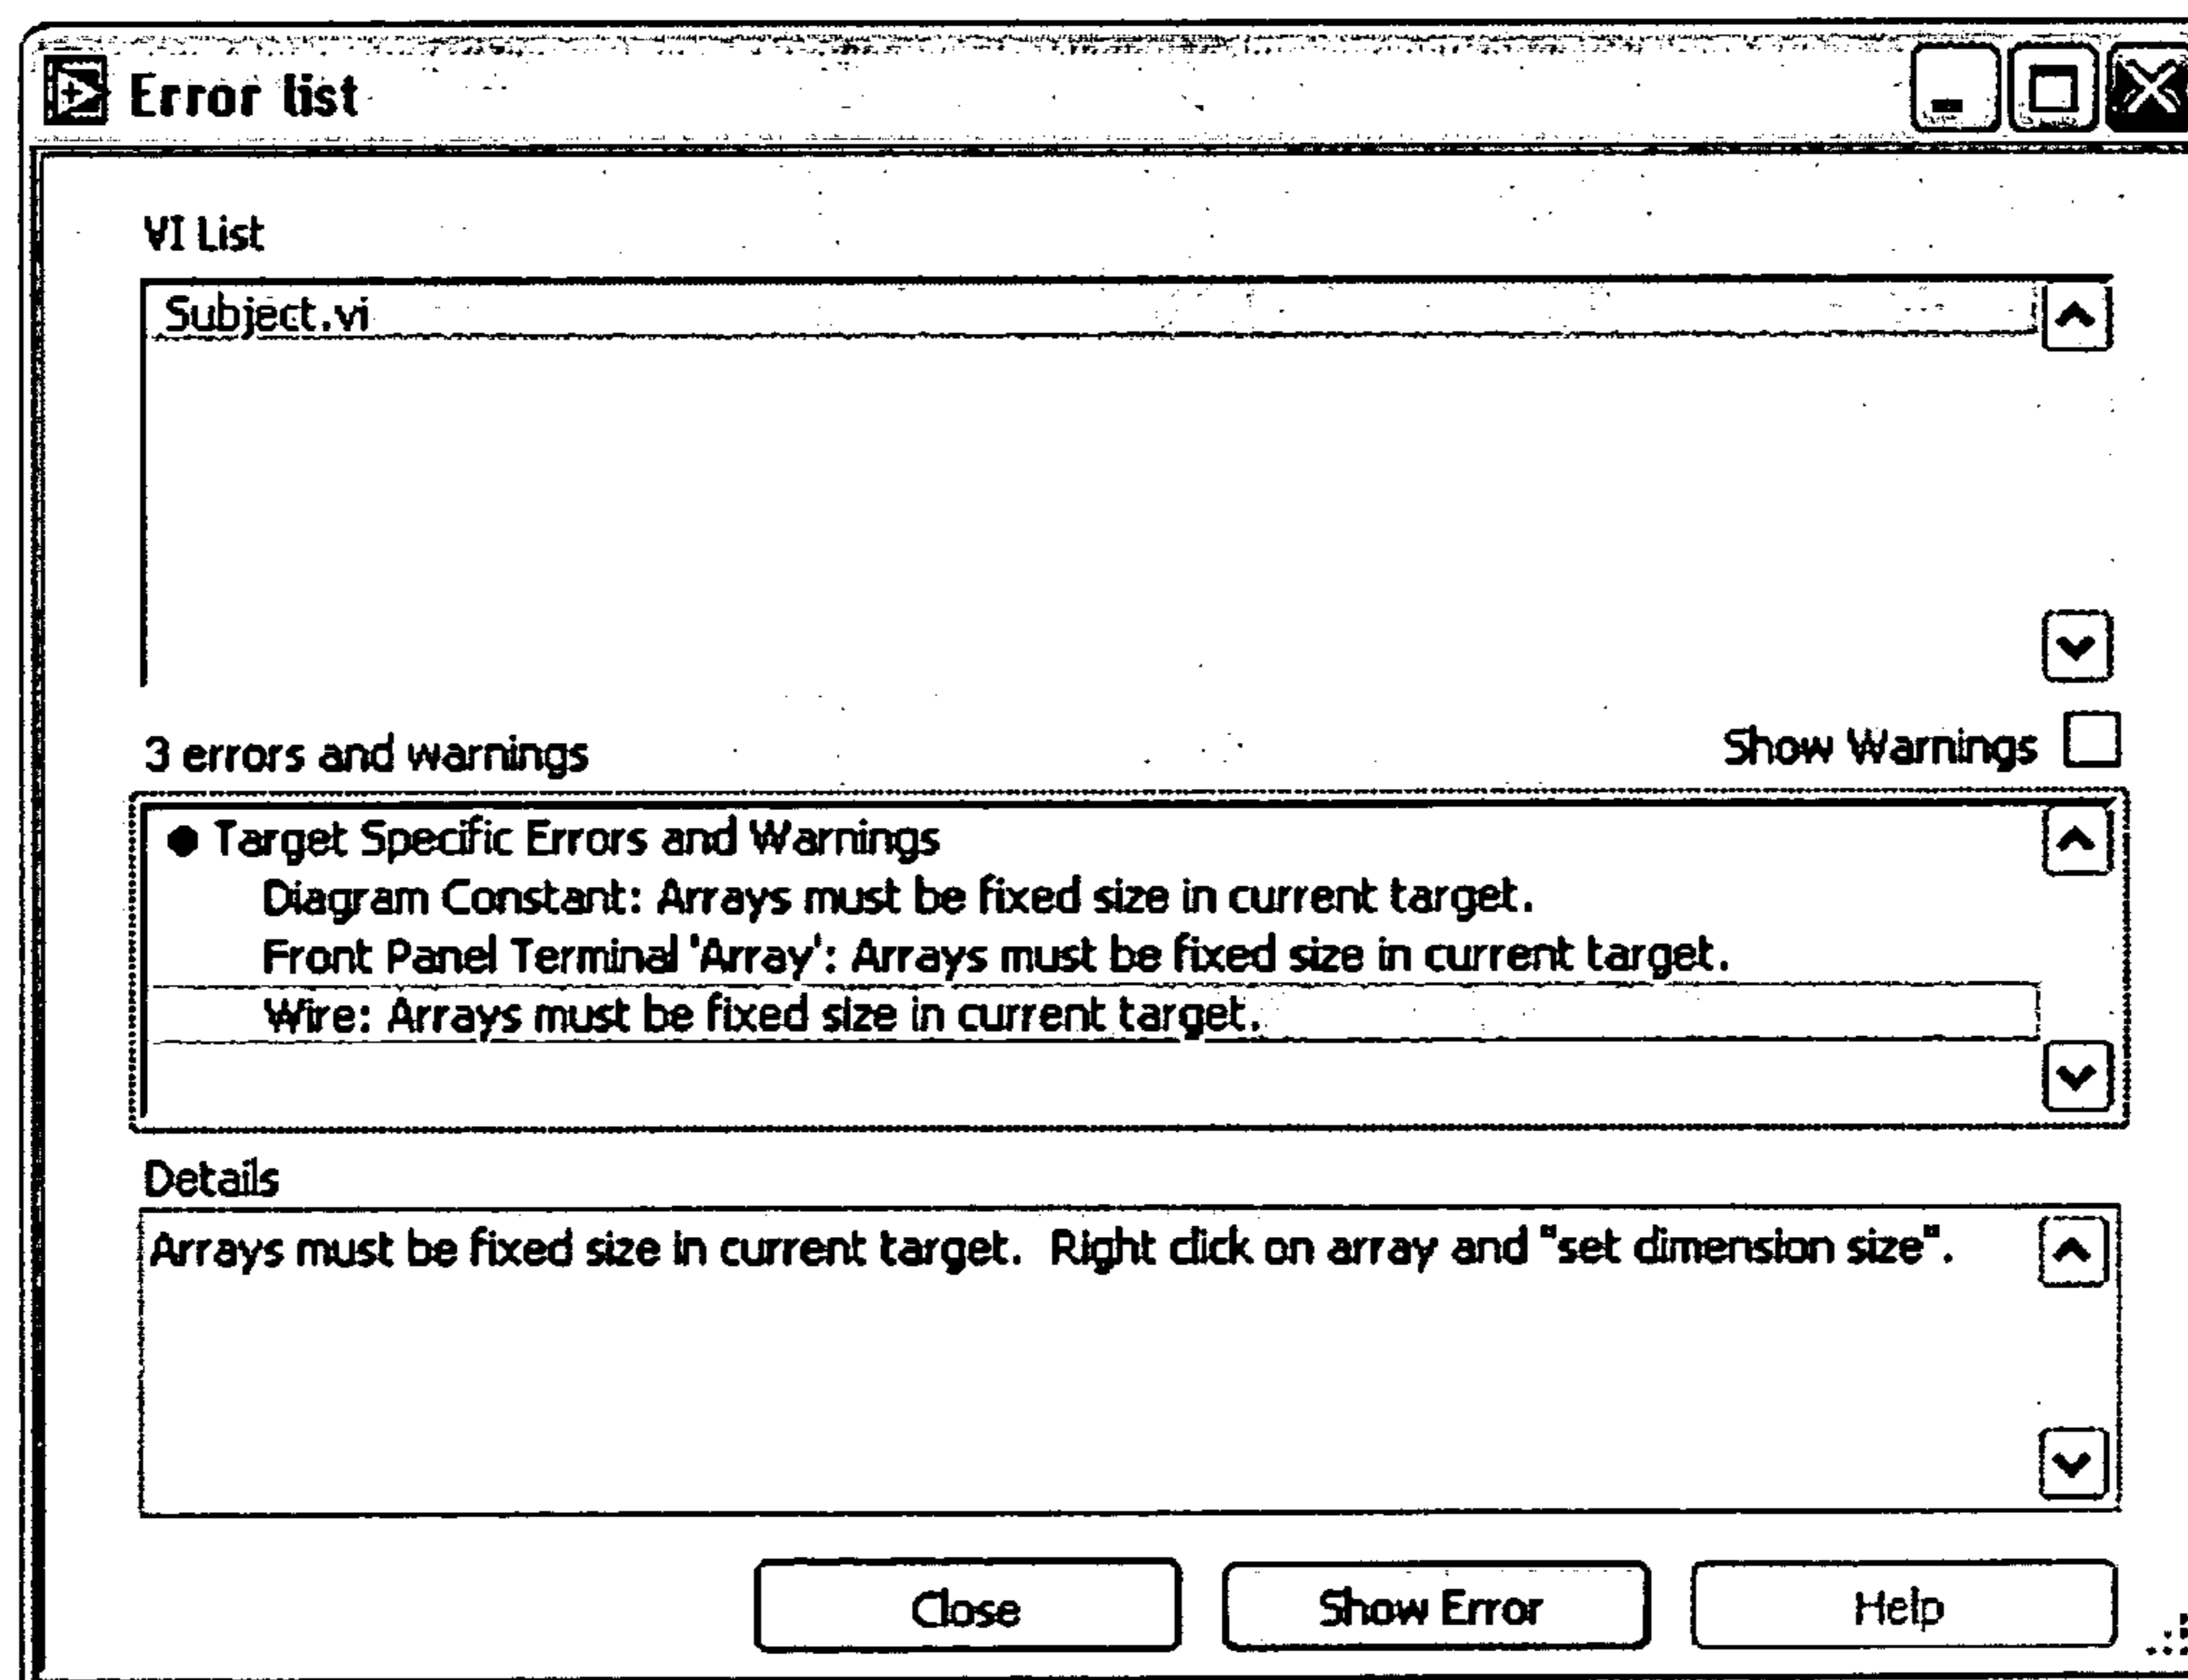 Error list
VI List
Subject.vi
3 errors and warnings
Show Warnings
Target Specific Errors and Warnings
Diagram Constant: Arrays must be fixed size in current target.
Front Panel Terminal 'Array': Arrays must be fixed size in current target.
Wire: Arrays must be fixed size in current target.
Details
Arrays must be fixed size in current target.  Right click on array and "set dimension size".
Close
Show Error
Help